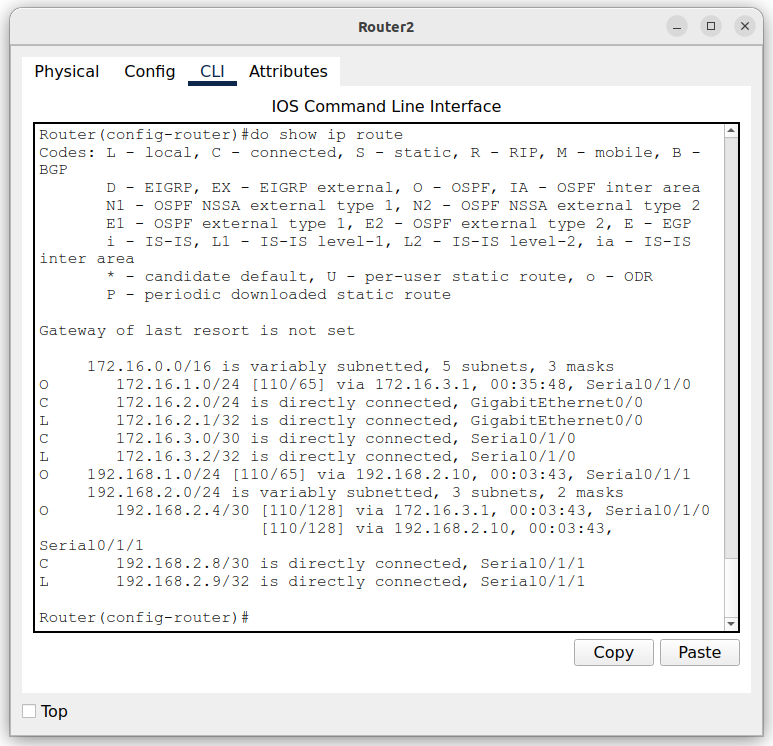 Router2
Physical Config CLI Attributes
IOS Command Line Interface
Router(config-router)#do show ip route
Codes: L - local, C - connected, S - static, R - RIP, M - mobile, B -
BGP
       D - EIGRP, EX - EIGRP external, O - OSPF, IA - OSPF inter area
       N1 - OSPF NSSA external type 1, N2 - OSPF NSSA external type 2
       E1 - OSPF external type 1, E2 - OSPF external type 2, E - EGP
       i - IS-IS, L1 - IS-IS level-1, L2 - IS-IS level-2, ia - IS-IS
inter area
       * - candidate default, U - per-user static route, o - ODR
       P - periodic downloaded static route

Gateway of last resort is not set

     172.16.0.0/16 is variably subnetted, 5 subnets, 3 masks
O       172.16.1.0/24 [110/65] via 172.16.3.1, 00:35:48, Serial0/1/0
C       172.16.2.0/24 is directly connected, GigabitEthernet0/0
L       172.16.2.1/32 is directly connected, GigabitEthernet0/0
C       172.16.3.0/30 is directly connected, Serial0/1/0
L       172.16.3.2/32 is directly connected, Serial0/1/0
O    192.168.1.0/24 [110/65] via 192.168.2.10, 00:03:43, Serial0/1/1
     192.168.2.0/24 is variably subnetted, 3 subnets, 2 masks
O       192.168.2.4/30 [110/128] via 172.16.3.1, 00:03:43, Serial0/1/0
                       [110/128] via 192.168.2.10, 00:03:43,
Serial0/1/1
C       192.168.2.8/30 is directly connected, Serial0/1/1
L       192.168.2.9/32 is directly connected, Serial0/1/1

Router(config-router)#
Copy Paste
Top